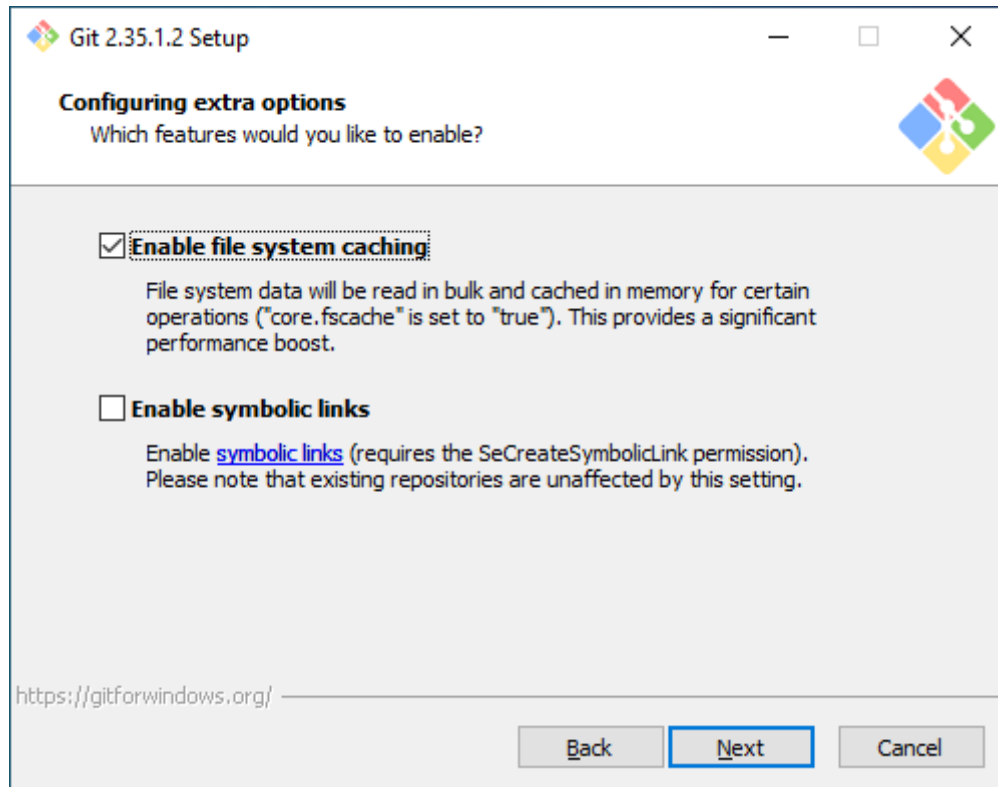 Git 2.35.1.2 Setup
Configuring extra options
Which features would you like to enable?
Enable file system caching
File system data will be read in bulk and cached in memory for certain
operations ("core.fscache" is set to "true"). This provides a significant
performance boost.
Enable symbolic links
Enable symbolic links (requires the SeCreateSymbolicLink permission).
Please note that existing repositories are unaffected by this setting.
https://gitforwindows.org/
Back Next Cancel